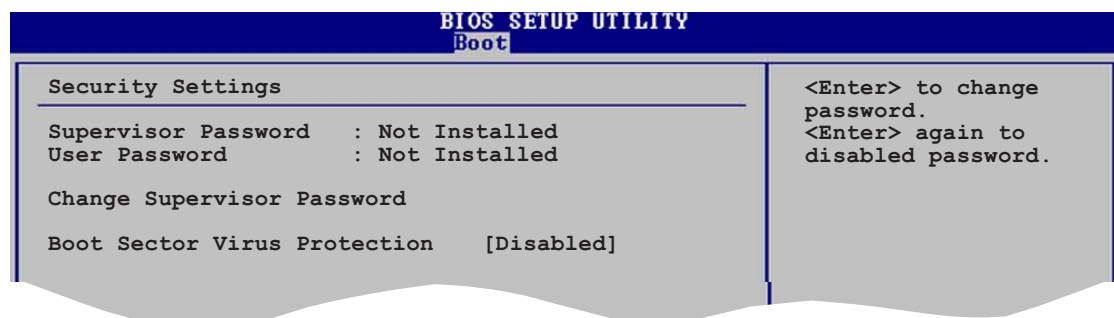 BIOS SETUP UTILITY
Boot
Security Settings
Supervisor Password : Not Installed
User Password : Not Installed
Change Supervisor Password
Boot Sector Virus Protection [Disabled]
<Enter> to change
password.
<Enter> again to
disabled password.